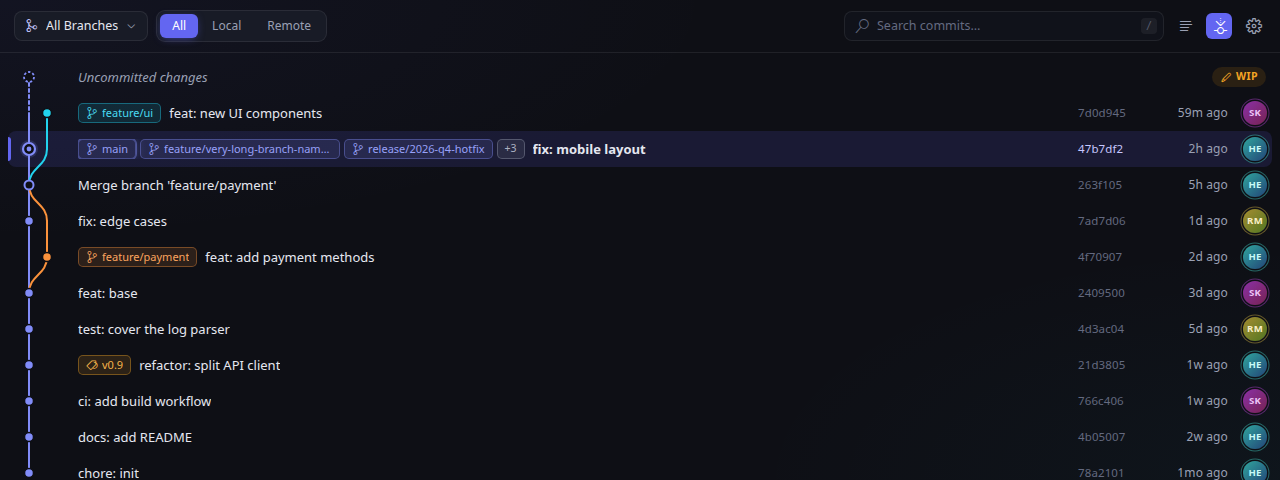 All Branches All Local Remote Search commits... /
Uncommitted changes WIP
feature/ui feat: new UI components 7d0d945 59m ago SK
main feature/very-long-branch-nam... release/2026-q4-hotfix +3 fix: mobile layout 47b7df2 2h ago HE
Merge branch 'feature/payment' 263f105 5h ago HE
fix: edge cases 7ad7d06 1d ago RM
feature/payment feat: add payment methods 4f70907 2d ago HE
feat: base 2409500 3d ago SK
test: cover the log parser 4d3ac04 5d ago RM
v0.9 refactor: split API client 21d3805 1w ago HE
ci: add build workflow 766c406 1w ago SK
docs: add README 4b05007 2w ago HE
chore: init 78a2101 1mo ago HE